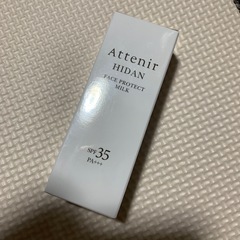 Attenir
HIDAN
FACE PROTECT
MILK
SPF35
PA+++